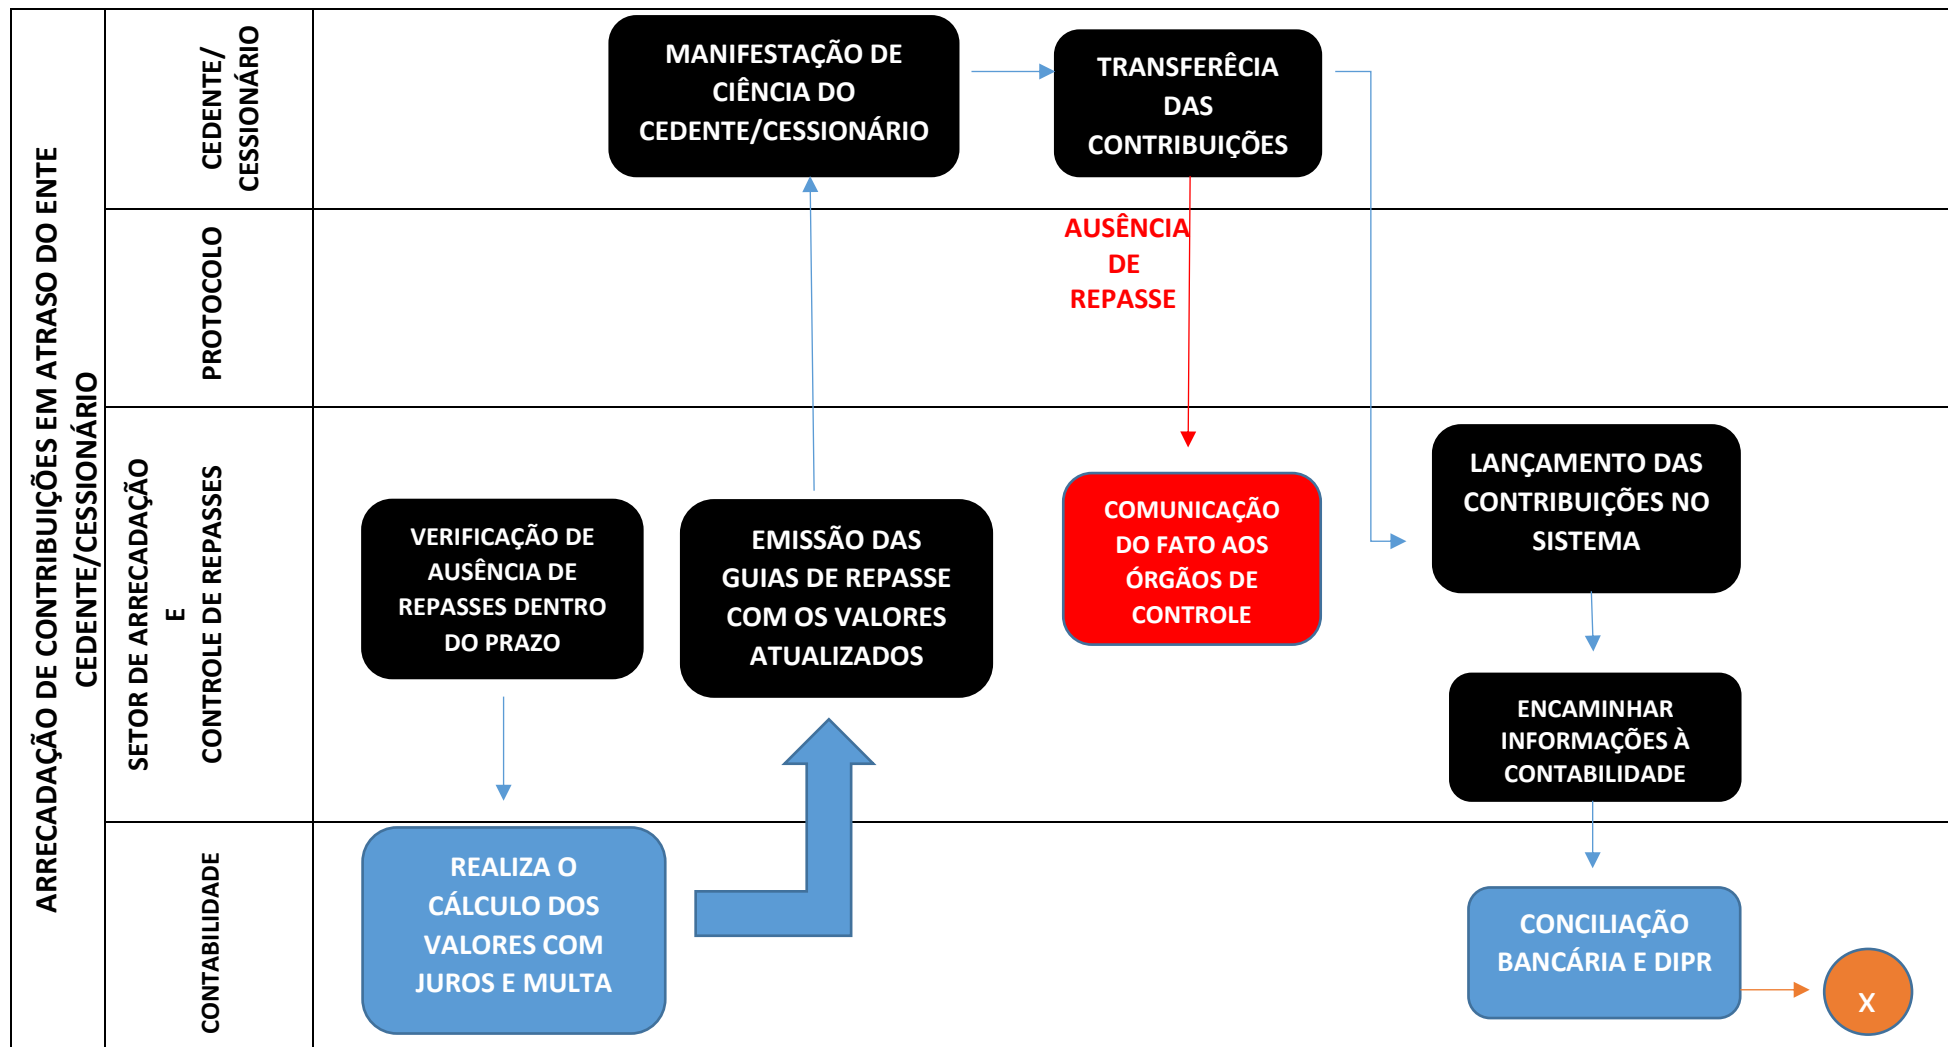 ARRECADAÇÃO DE CONTRIBUIÇÕES EM ATRASO DO ENTE
CEDENTE/CESSIONÁRIO
CEDENTE/
CESSIONÁRIO
MANIFESTAÇÃO DE
CIÊNCIA DO
CEDENTE/CESSIONÁRIO
TRANSFERÊCIA
DAS
CONTRIBUIÇÕES
PROTOCOLO
AUSÊNCIA
DE
REPASSE
SETOR DE ARRECADAÇÃO
E
CONTROLE DE REPASSES
VERIFICAÇÃO DE
AUSÊNCIA DE
REPASSES DENTRO
DO PRAZO
EMISSÃO DAS
GUIAS DE REPASSE
COM OS VALORES
ATUALIZADOS
COMUNICAÇÃO
DO FATO AOS
ÓRGÃOS DE
CONTROLE
LANÇAMENTO DAS
CONTRIBUIÇÕES NO
SISTEMA
ENCAMINHAR
INFORMAÇÕES À
CONTABILIDADE
CONTABILIDADE
REALIZA O
CÁLCULO DOS
VALORES COM
JUROS E MULTA
CONCILIAÇÃO
BANCÁRIA E DIPR
X